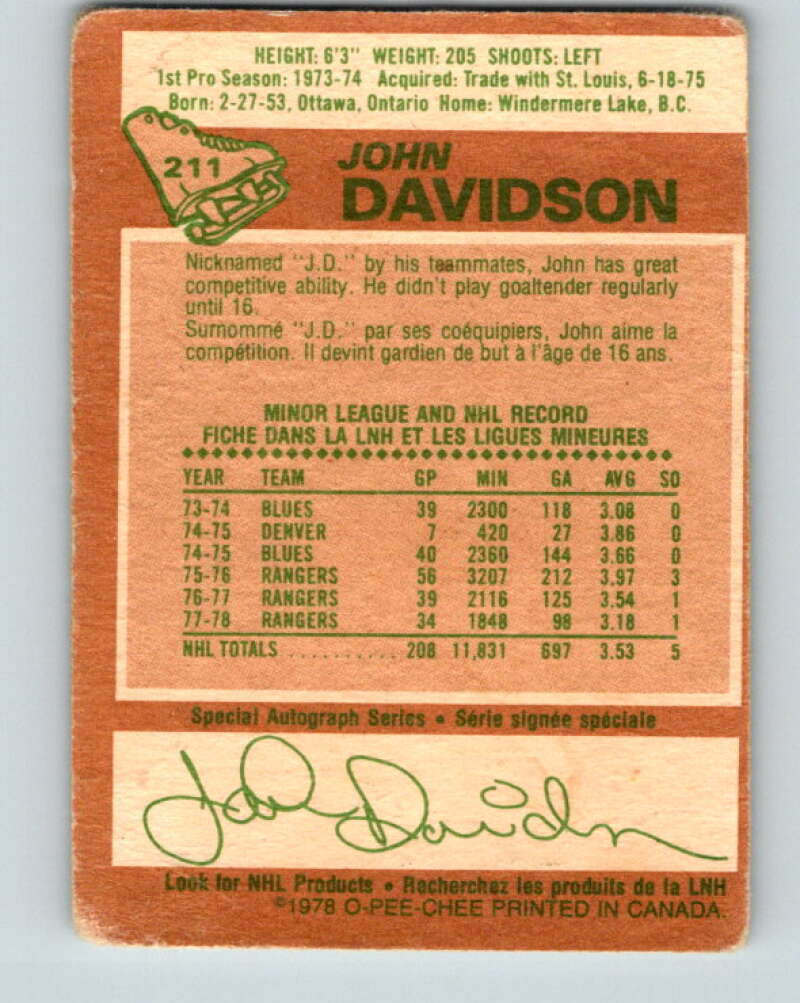 HEIGHT: 6'3" WEIGHT: 205 SHOOTS: LEFT
1st Pro Season: 1973-74 Acquired: Trade with St. Louis, 6-18-75
Born: 2-27-53, Ottawa, Ontario Home: Windermere Lake, B.C.
211
JOHN
DAVIDSON
Nicknamed "J.D." by his teammates, John has great
competitive ability. He didn't play goaltender regularly
until 16.
Surnommé "J.D." par ses coéquipiers, John aime la
compétition. Il devint gardien de but à l'âge de 16 ans.
MINOR LEAGUE AND NHL RECORD
FICHE DANS LA LNH ET LES LIGUES MINEURES
YEAR TEAM GP MIN GA AVG SO
73-74 BLUES 39 2300 118 3.08 0
74-75 DENVER 7 420 27 3.86 0
74-75 BLUES 40 2360 144 3.66 0
75-76 RANGERS 56 3207 212 3.97 3
76-77 RANGERS 39 2116 125 3.54 1
77-78 RANGERS 34 1848 98 3.18 1
NHL TOTALS .......... 208 11,831 697 3.53 5
Special Autograph Series • Série signée spéciale
John Davidson
Look for NHL Products • Recherchez les produits de la LNH
©1978 O-PEE-CHEE PRINTED IN CANADA.